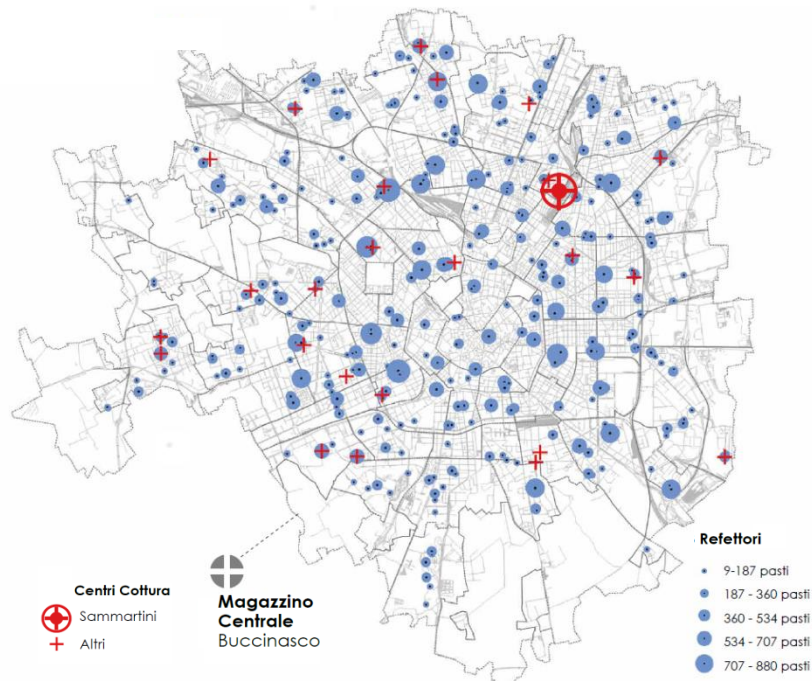 Centri Cottura
Sammartini
Altri
Magazzino
Centrale
Buccinasco
Refettori
9-187 pasti
187 - 360 pasti
360 - 534 pasti
534 - 707 pasti
707 - 880 pasti